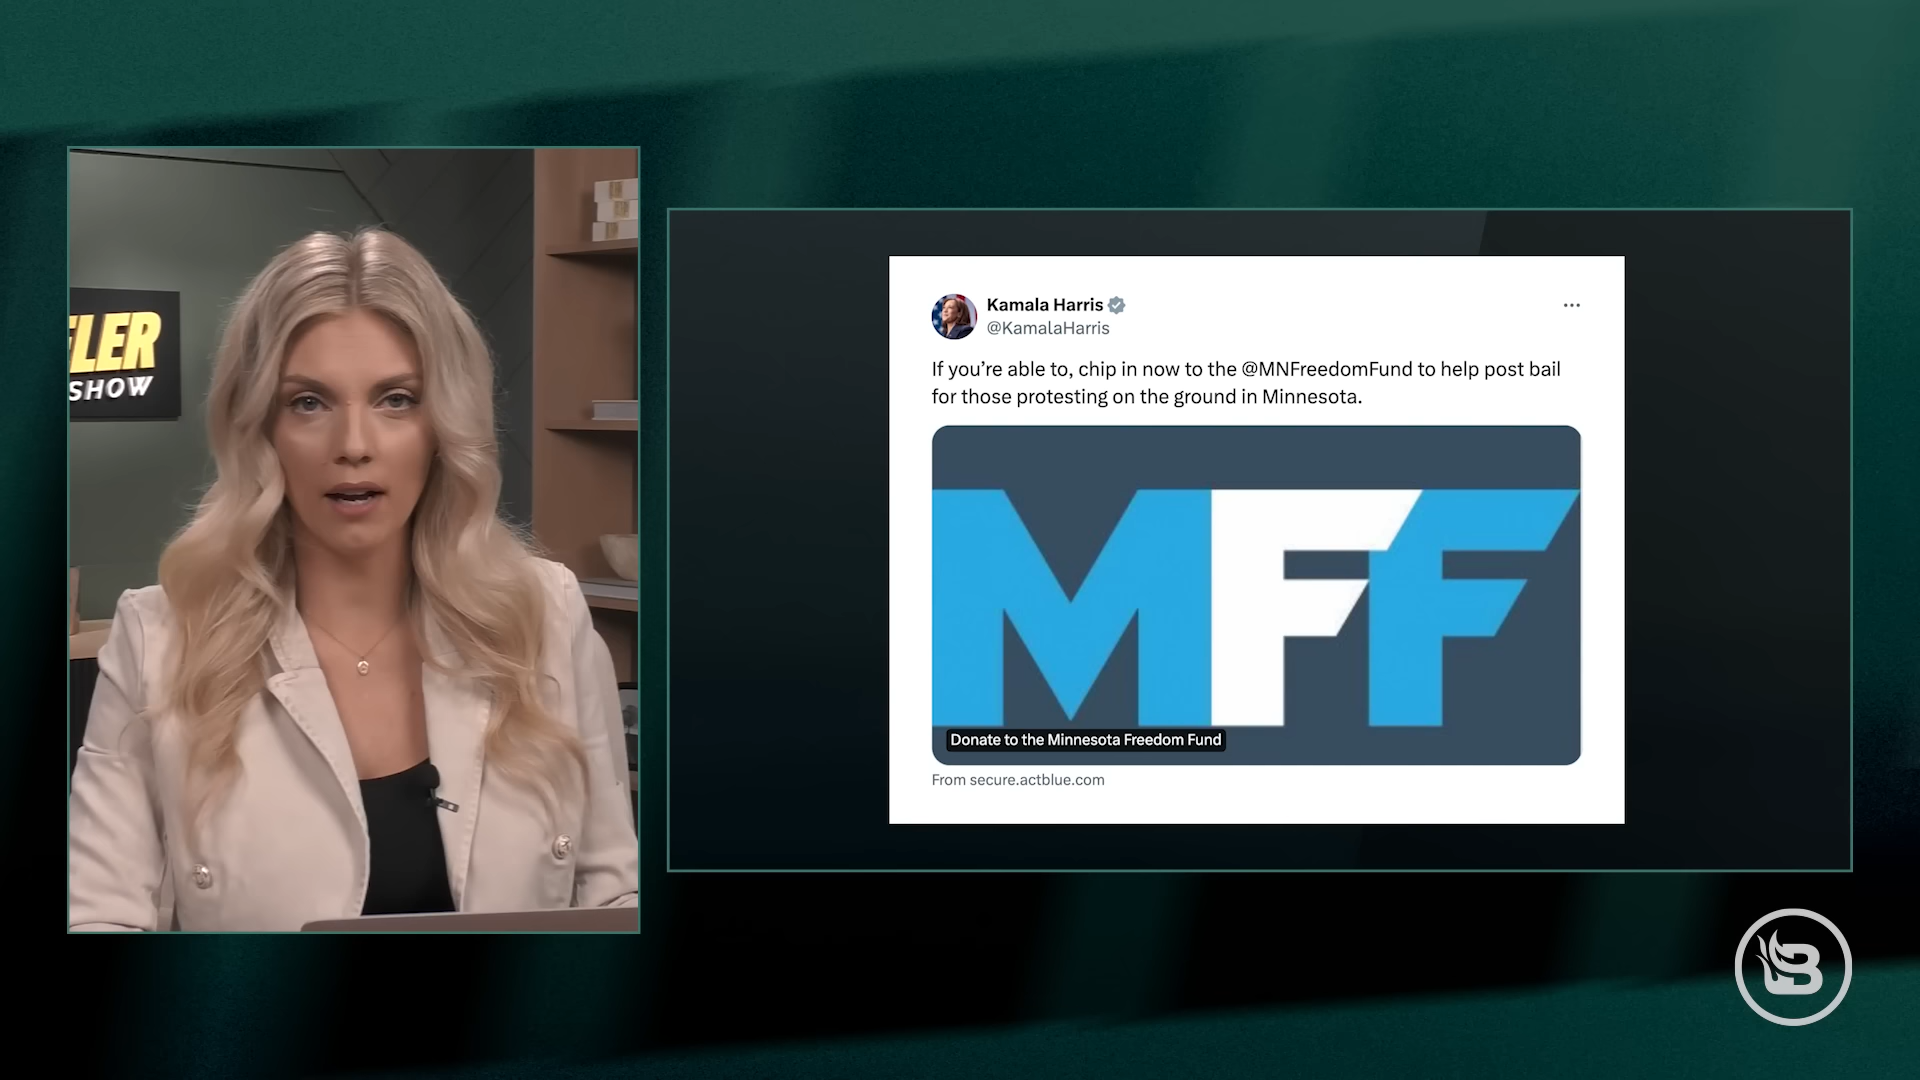 LER
SHOW
Kamala Harris
@KamalaHarris
If you’re able to, chip in now to the @MNFreedomFund to help post bail
for those protesting on the ground in Minnesota.
MFF
Donate to the Minnesota Freedom Fund
From secure.actblue.com
B